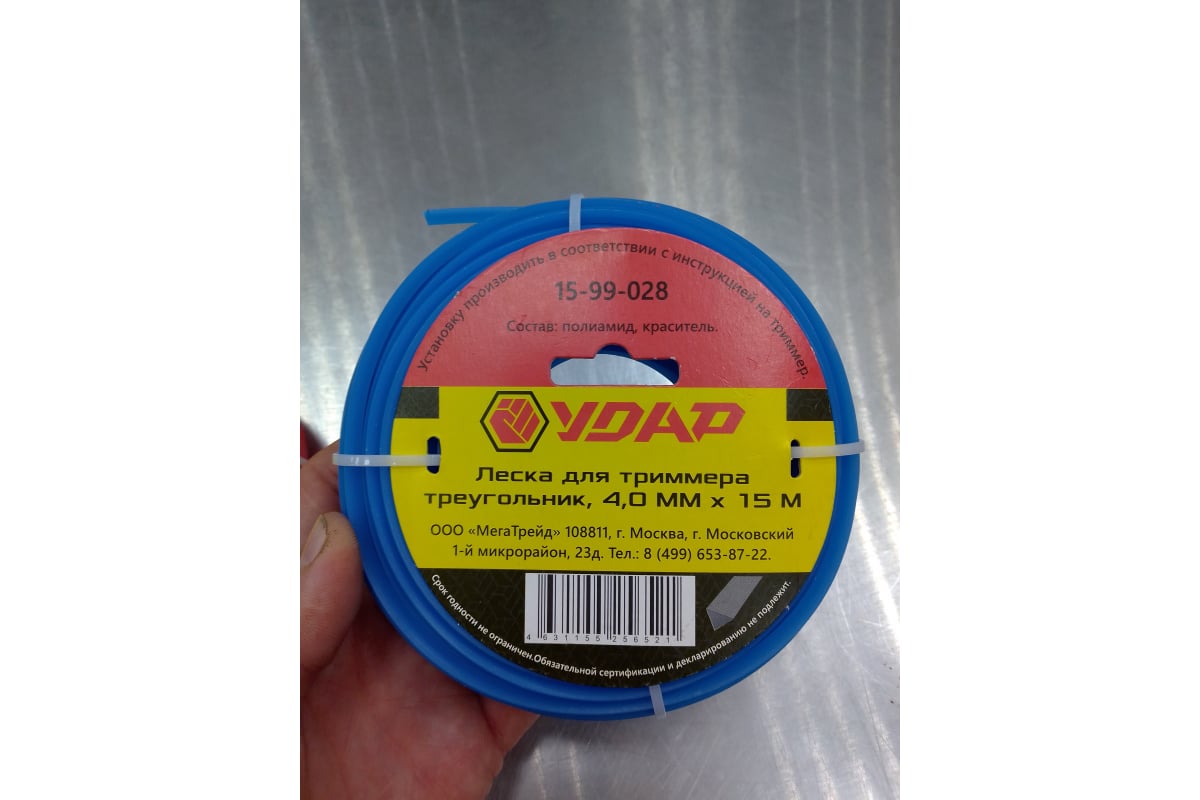 Установку производить в соответствии с инструкцией на триммер.
15-99-028
Состав: полиамид, краситель.
УДАР
Леска для триммера
треугольник, 4,0 ММ х 15 М
ООО «МегаТрейд» 108811, г. Москва, г. Московский
1-й микрорайон, 23д. Тел.: 8 (499) 653-87-22.
4631155256521
Срок годности не ограничен.Обязательной сертификации и декларированию не подлежит.